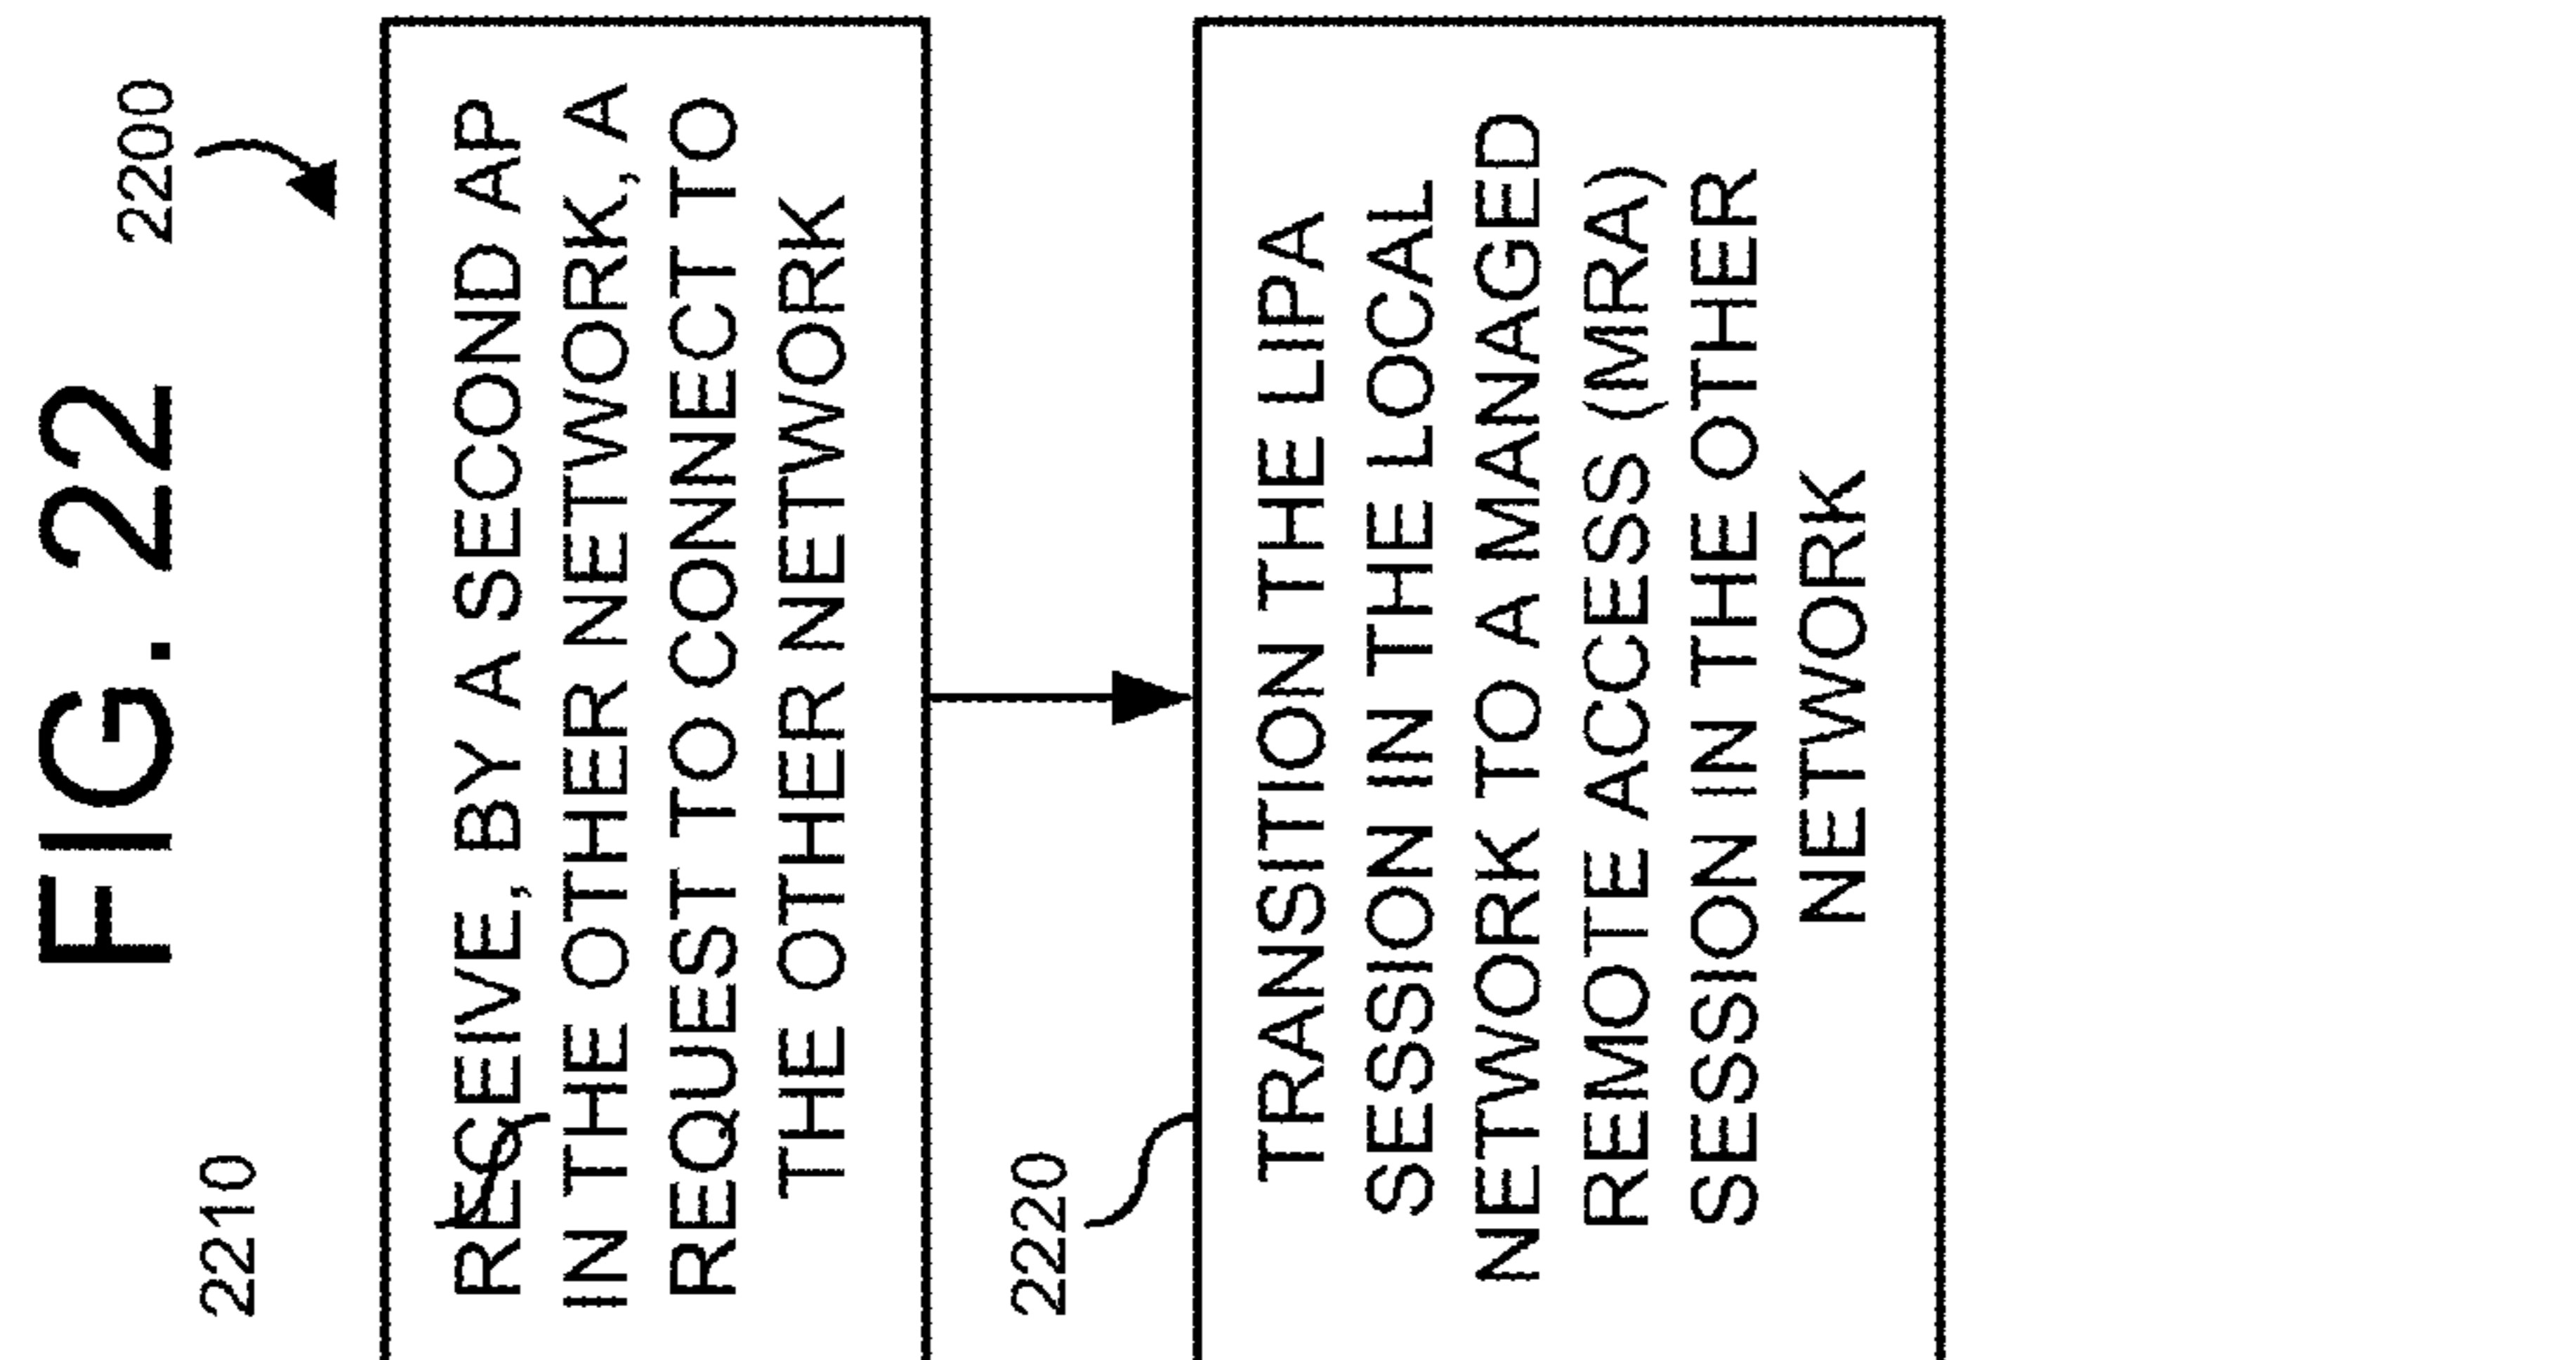 FIG. 22
2200
2210
RECEIVE, BY A SECOND AP
IN THE OTHER NETWORK, A
REQUEST TO CONNECT TO
THE OTHER NETWORK
2220
TRANSITION THE LIPA
SESSION IN THE LOCAL
NETWORK TO A MANAGED
REMOTE ACCESS (MRA)
SESSION IN THE OTHER
NETWORK